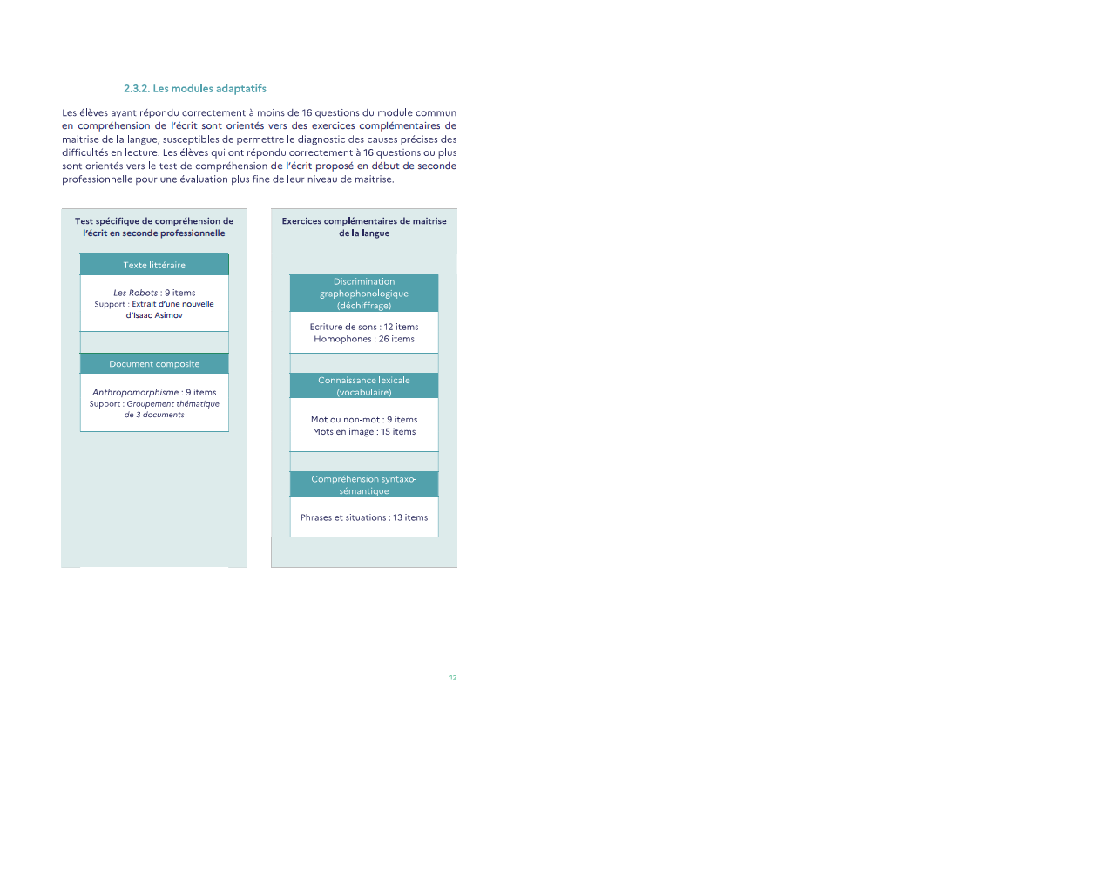 2.3.2. Les modules adaptatifs
Les élèves ayant répondu correctement à moins de 16 questions du module commun
en compréhension de l'écrit sont orientés vers des exercices complémentaires de
maitrise de la langue, susceptibles de permettre le diagnostic des causes précises des
difficultés en lecture. Les élèves qui ont répondu correctement à 16 questions ou plus
sont orientés vers le test de compréhension de l'écrit proposé en début de seconde
professionnelle pour une évaluation plus fine de leur niveau de maitrise.
Test spécifique de compréhension de
l'écrit en seconde professionnelle
Texte littéraire
Les Robots : 9 items
Support : Extrait d'une nouvelle
d'Isaac Asimov
Document composite
Anthropomorphisme : 9 items
Support : Groupement thématique
de 3 documents
Exercices complémentaires de maitrise
de la langue
Discrimination
graphophonologique
(déchiffrage)
Ecriture de sons : 12 items
Homophones : 26 items
Connaissance lexicale
(vocabulaire)
Mot ou non-mot : 9 items
Mots en image : 15 items
Compréhension syntaxo-
sémantique
Phrases et situations : 13 items
12